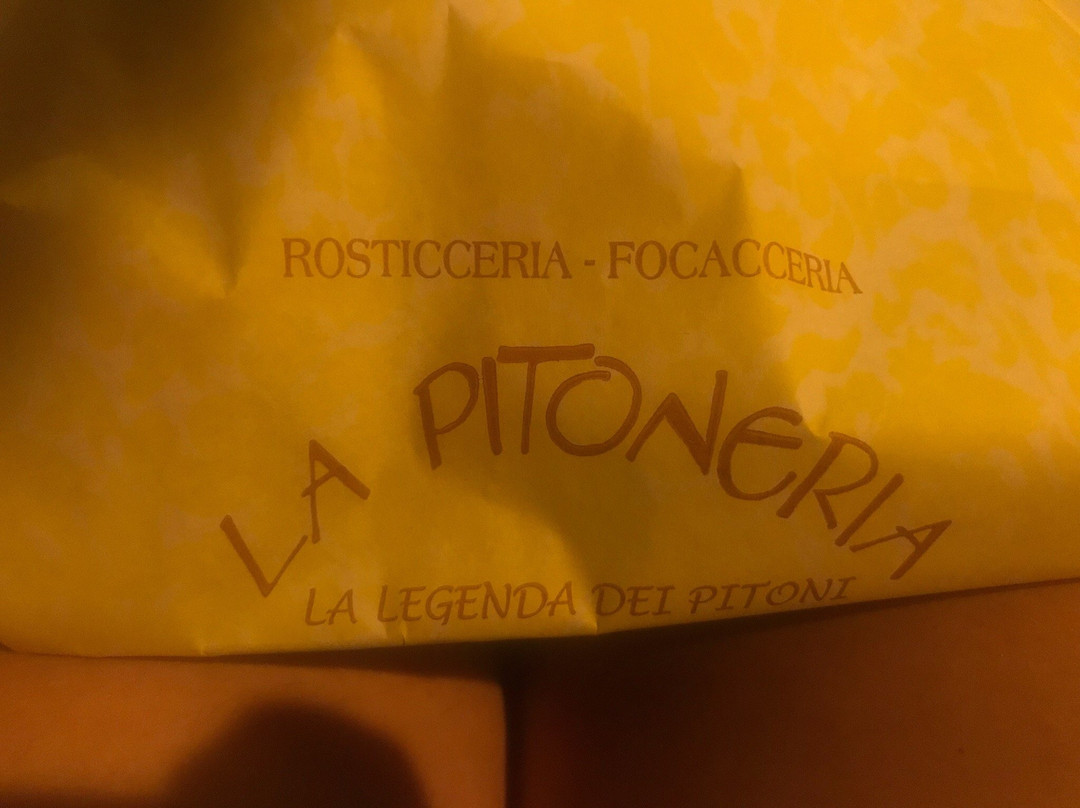 ROSTICCERIA - FOCACCERIA
LA PITONERIA
LA LEGENDA DEI PITONI